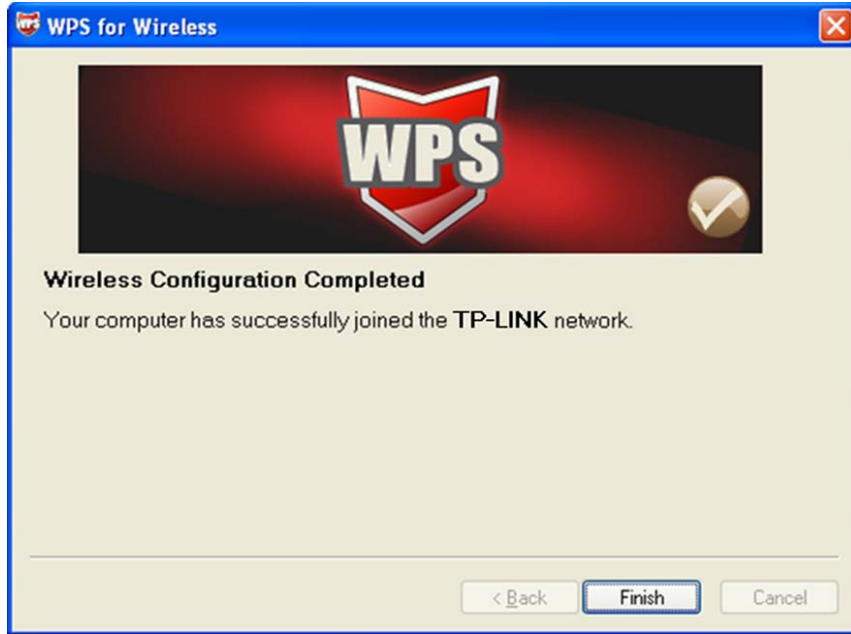 WPS for Wireless
WPS
Wireless Configuration Completed
Your computer has successfully joined the TP-LINK network.
< Back
Finish
Cancel